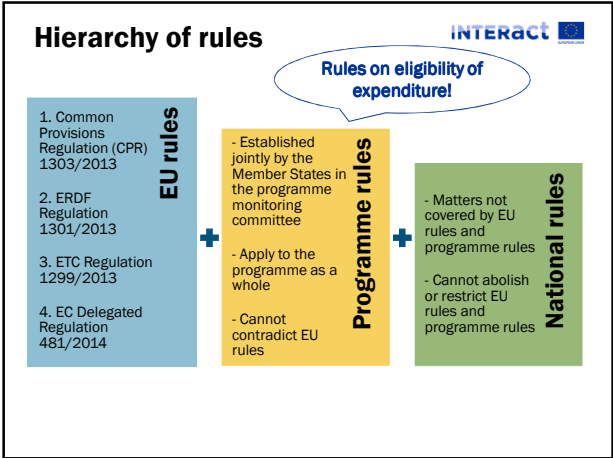 Hierarchy of rules
INTERact
EUROPEAN UNION
Rules on eligibility of
expenditure!
1. Common
Provisions
Regulation (CPR)
1303/2013
2. ERDF
Regulation
1301/2013
3. ETC Regulation
1299/2013
4. EC Delegated
Regulation
481/2014
EU rules
- Established
jointly by the
Member States in
the programme
monitoring
committee
- Apply to the
programme as a
whole
- Cannot
contradict EU
rules
Programme rules
- Matters not
covered by EU
rules and
programme rules
- Cannot abolish
or restrict EU
rules and
programme rules
National rules